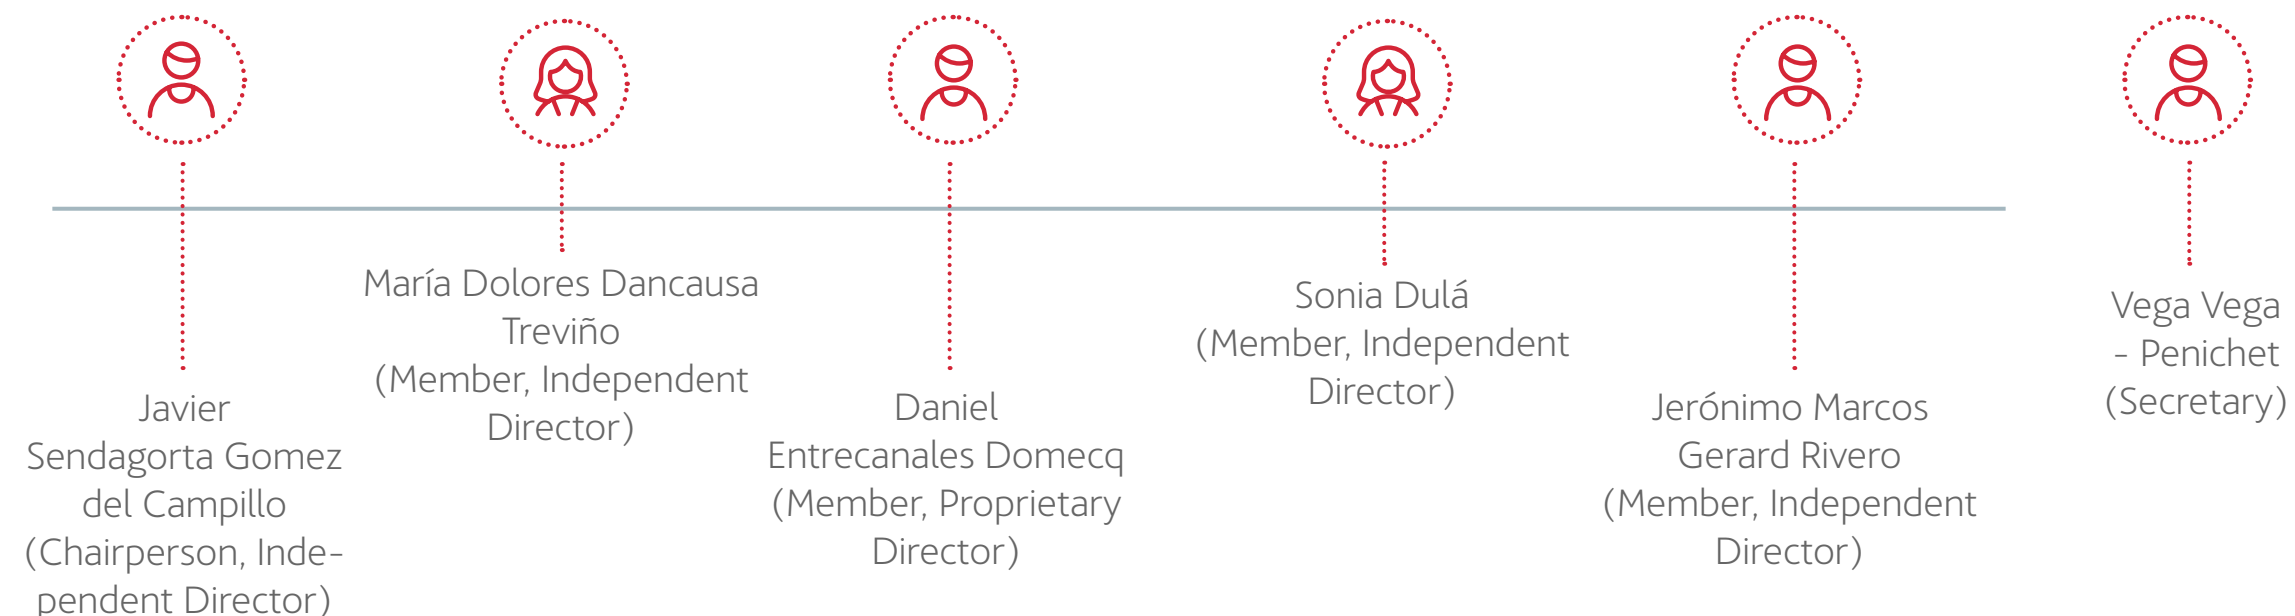 Javier
Sendagorta Gomez
del Campillo
(Chairperson, Inde-
pendent Director)
María Dolores Dancausa
Treviño
(Member, Independent
Director)
Daniel
Entrecanales Domecq
(Member, Proprietary
Director)
Sonia Dulá
(Member, Independent
Director)
Jerónimo Marcos
Gerard Rivero
(Member, Independent
Director)
Vega Vega
- Penichet
(Secretary)